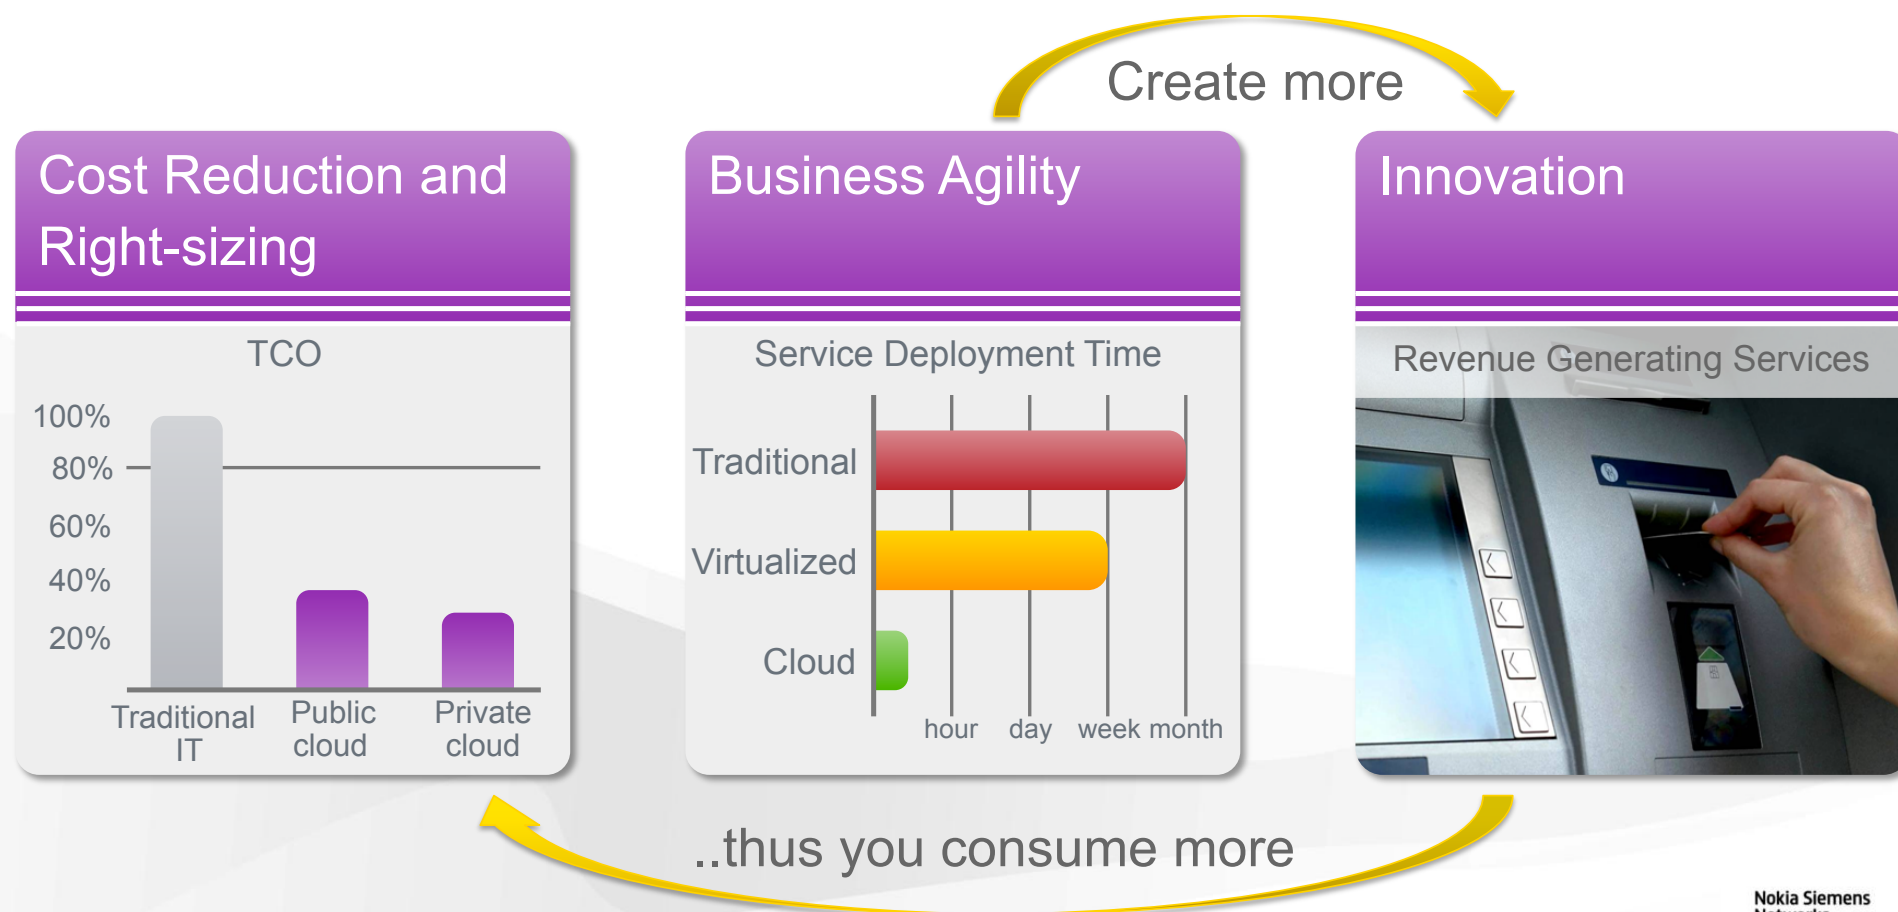 Create more
Cost Reduction and
Right-sizing
TCO
100%
80%
60%
40%
20%
Traditional
IT
Public
cloud
Private
cloud
Business Agility
Service Deployment Time
Traditional
Virtualized
Cloud
hour day week month
Innovation
Revenue Generating Services
..thus you consume more
Nokia Siemens
Networks